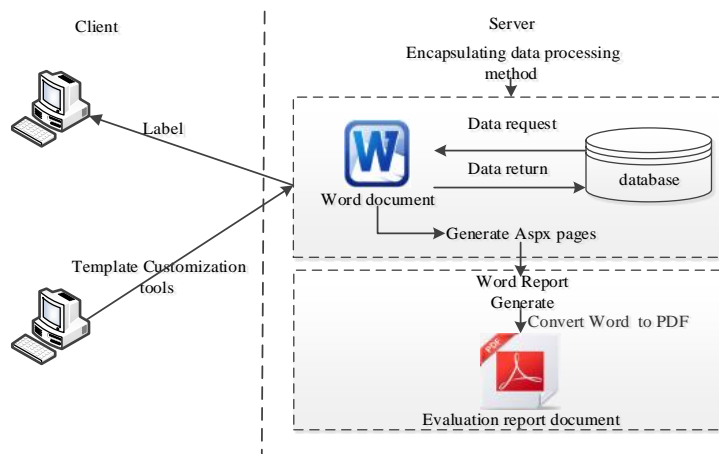 Client
Server
Encapsulating data processing
method
Label
Data request
W
Data return
database
Word document
Generate Aspx pages
Template Customization
tools
Word Report
Generate
Convert Word to PDF
PDF
Evaluation report document